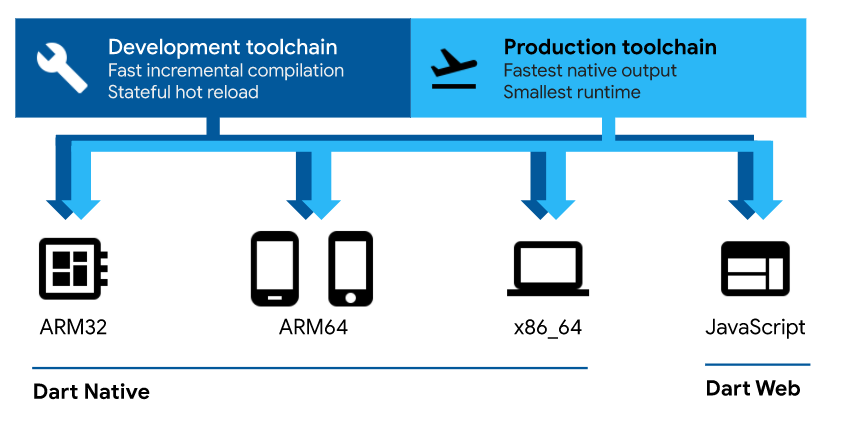 Development toolchain
Fast incremental compilation
Stateful hot reload
Production toolchain
Fastest native output
Smallest runtime
ARM32
ARM64
x86_64
JavaScript
Dart Native
Dart Web